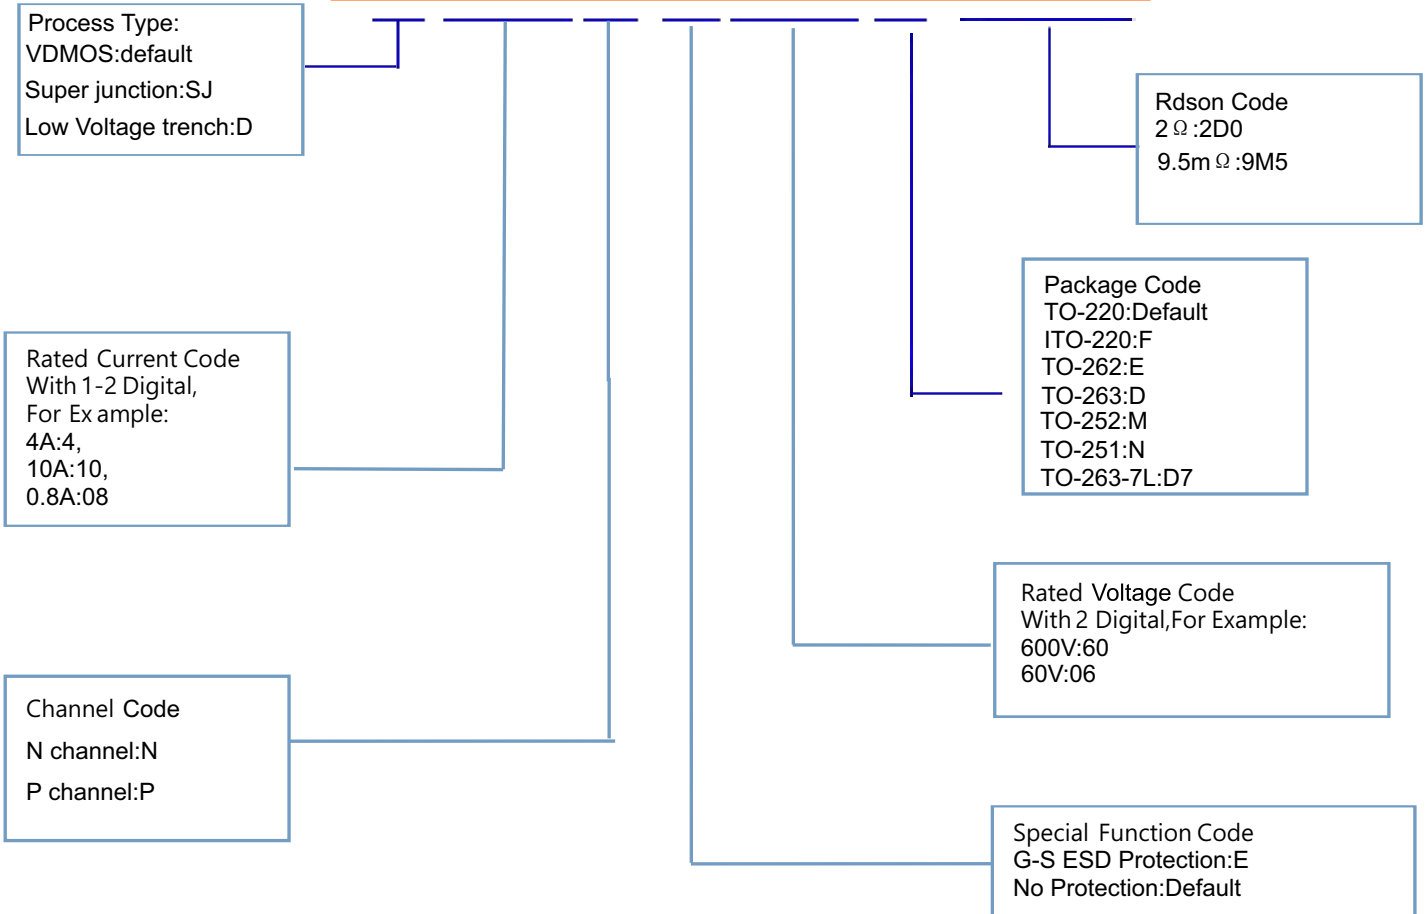 Process Type:
VDMOS:default
Super junction:SJ
Low Voltage trench:D
Rdson Code
2Ω:2D0
9.5mΩ:9M5
Package Code
TO-220:Default
ITO-220:F
TO-262:E
TO-263:D
TO-252:M
TO-251:N
TO-263-7L:D7
Rated Current Code
With 1-2 Digital,
For Ex ample:
4A:4,
10A:10,
0.8A:08
Rated Voltage Code
With 2 Digital,For Example:
600V:60
60V:06
Channel Code
N channel:N
P channel:P
Special Function Code
G-S ESD Protection:E
No Protection:Default